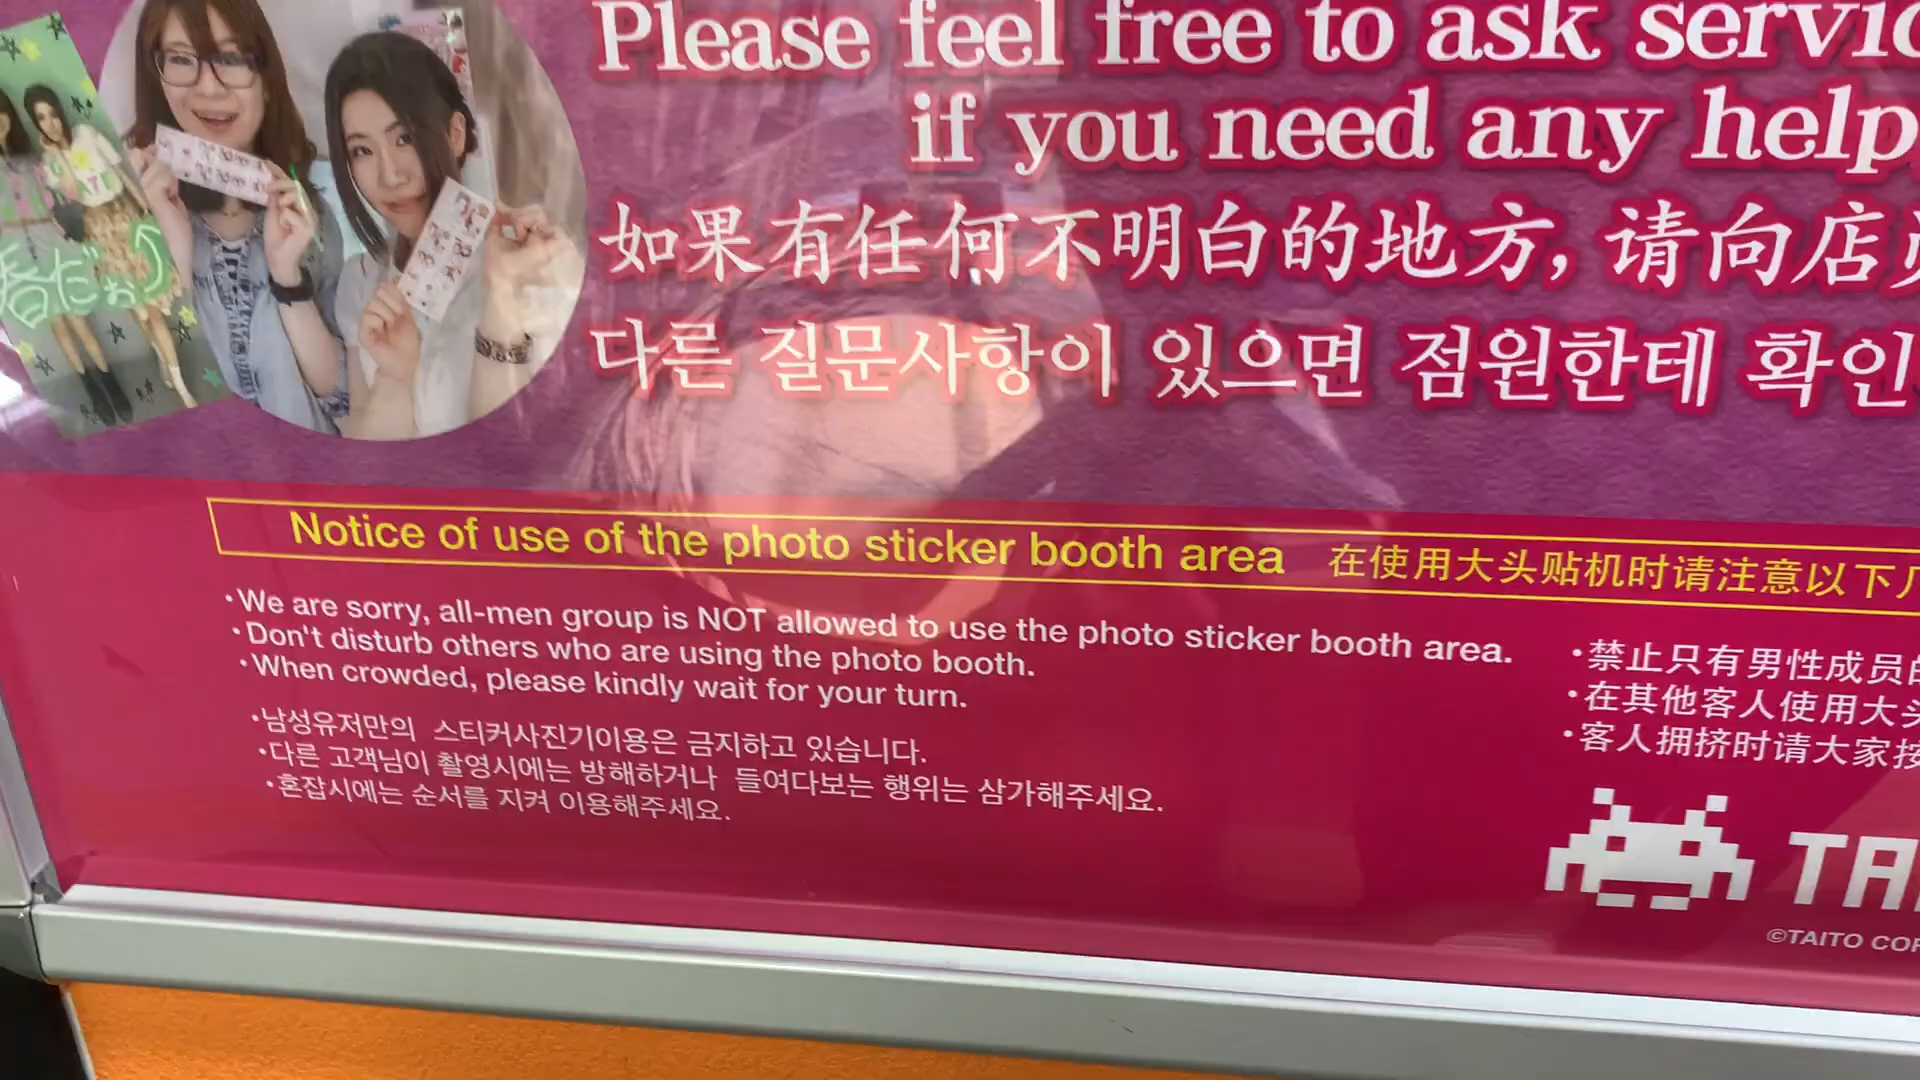 Please feel free to ask
if you need any help
如果有任何不明白的地方,请向店
다른 질문사항이 있으면 점원한테 확인
春だぉ
Notice of use of the photo sticker booth area 在使用大头贴机时请注意以下
・We are sorry, all-men group is NOT allowed to use the photo sticker booth area.
・Don't disturb others who are using the photo booth.
・When crowded, please kindly wait for your turn.
・남성유저만의 스티커사진기이용은 금지하고 있습니다.
・다른 고객님이 촬영시에는 방해하거나 들여다보는 행위는 삼가해주세요.
・혼잡시에는 순서를 지켜 이용해주세요.
・禁止只有男性成员
・在其他客人使用大
・客人拥挤时请大家
©TAITO